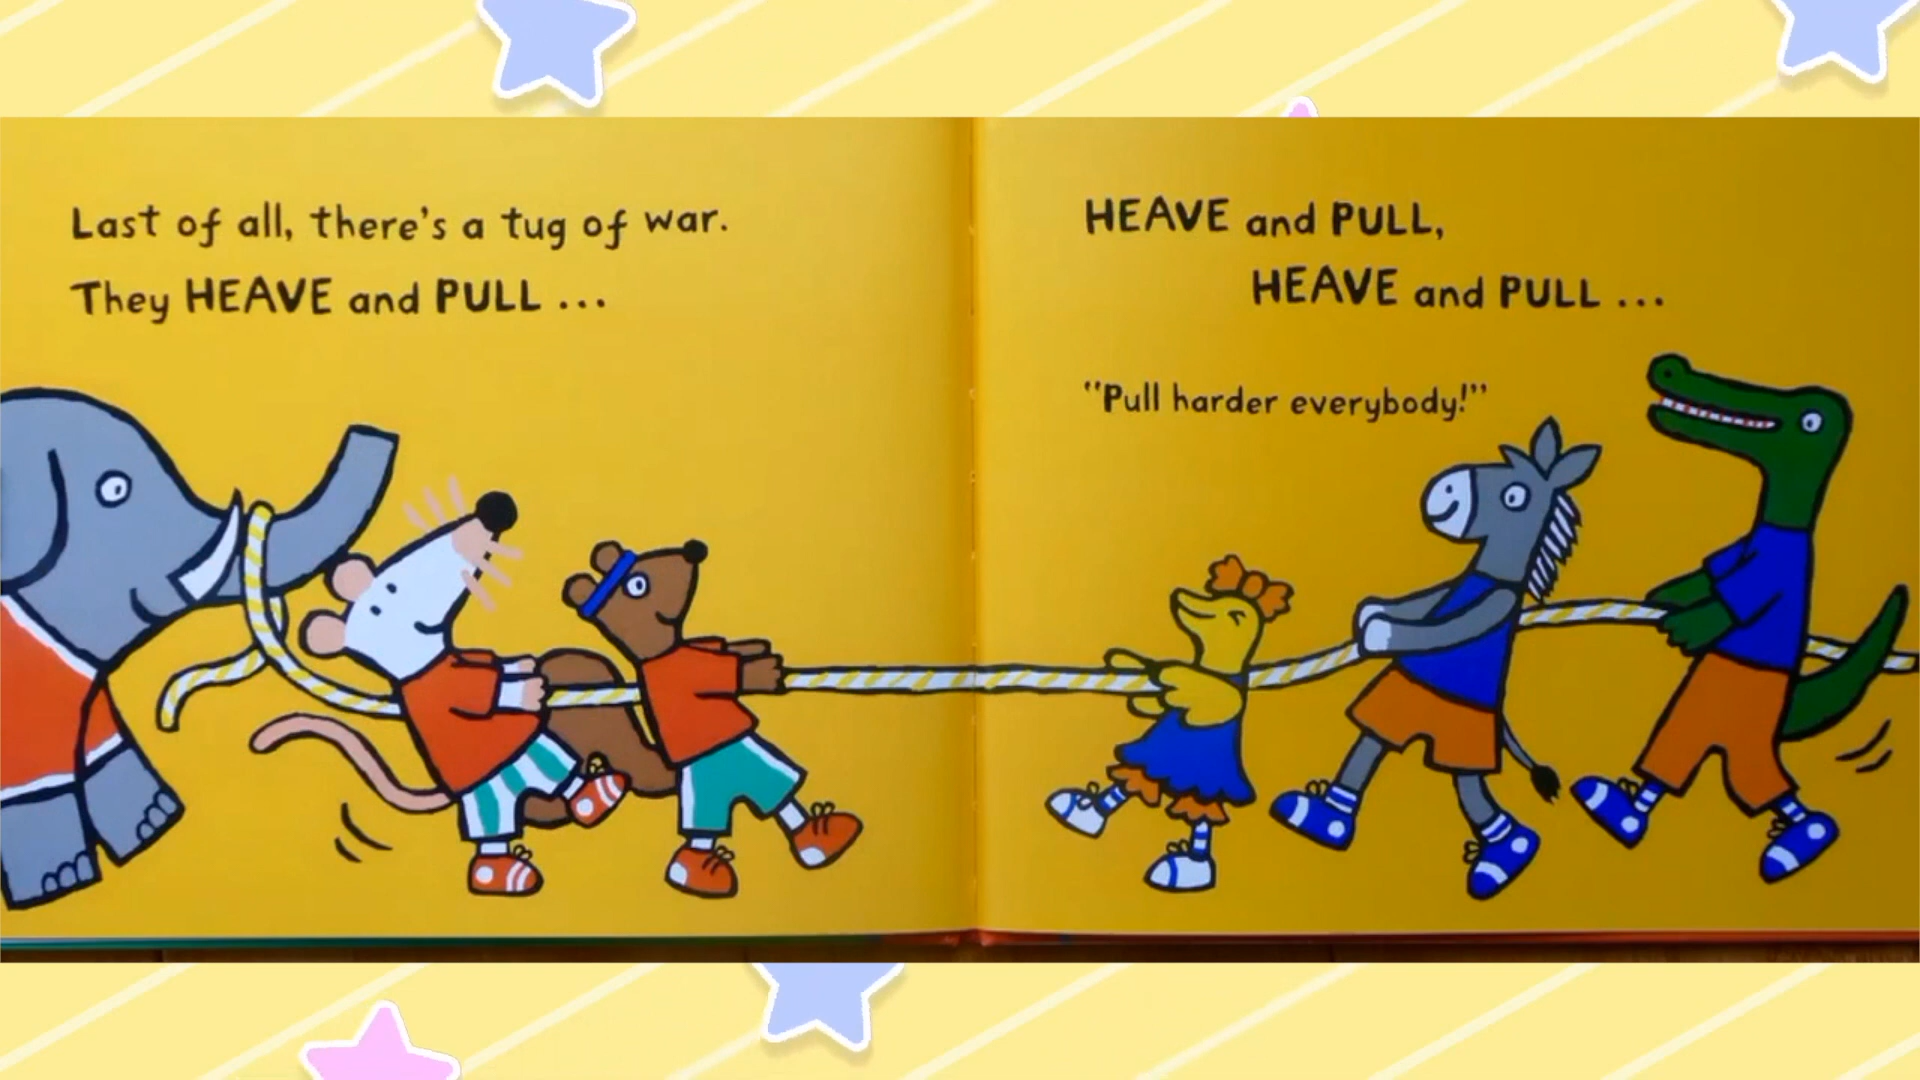 Last of all, there's a tug of war.
They HEAVE and PULL ...
HEAVE and PULL,
HEAVE and PULL ...
“Pull harder everybody!”